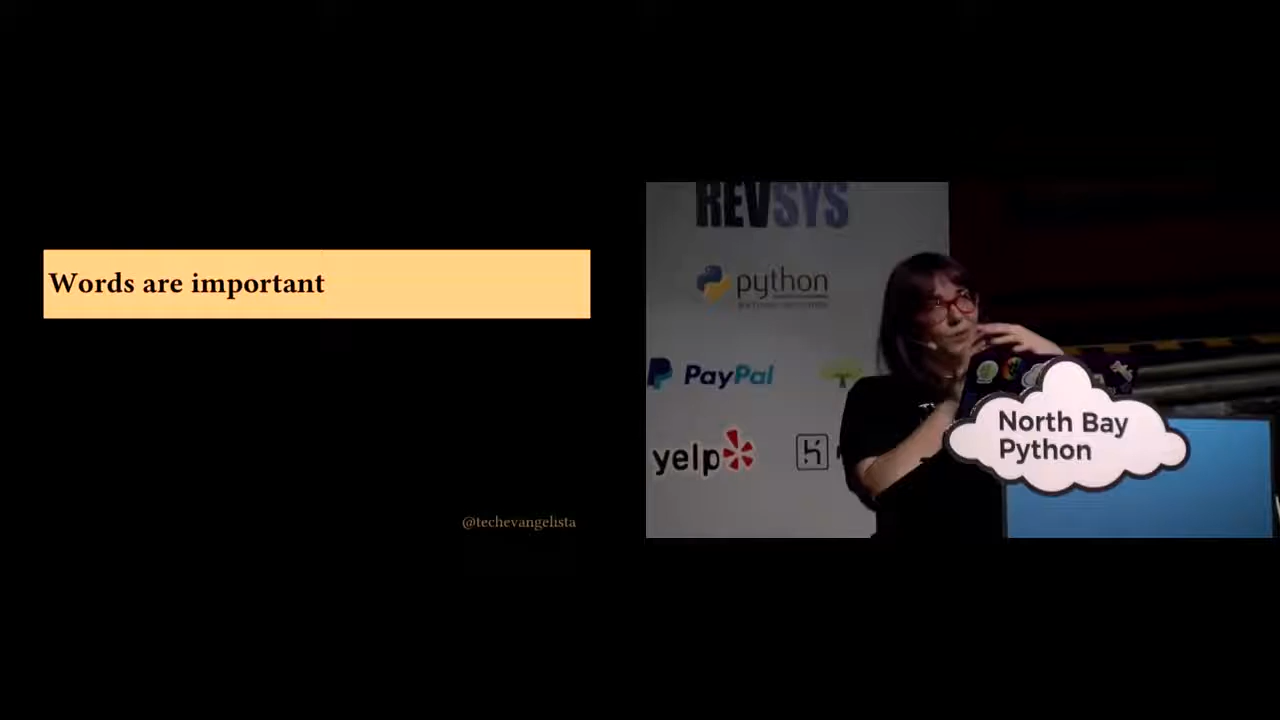 Words are important
@techevangelista
REVSYS
python
PayPal
yelp
North Bay
Python